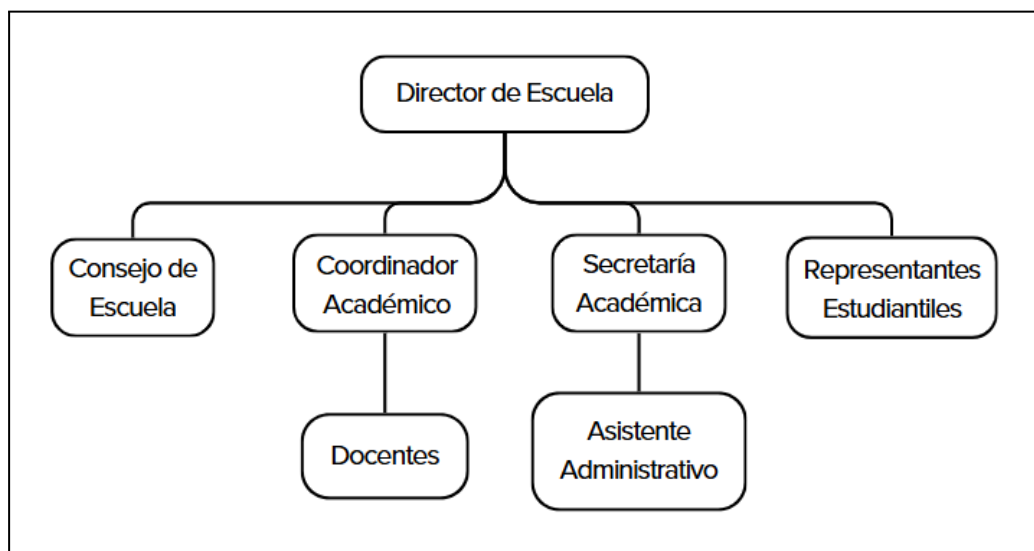 Director de Escuela
Consejo de
Escuela
Coordinador
Académico
Secretaría
Académica
Representantes
Estudiantiles
Docentes
Asistente
Administrativo